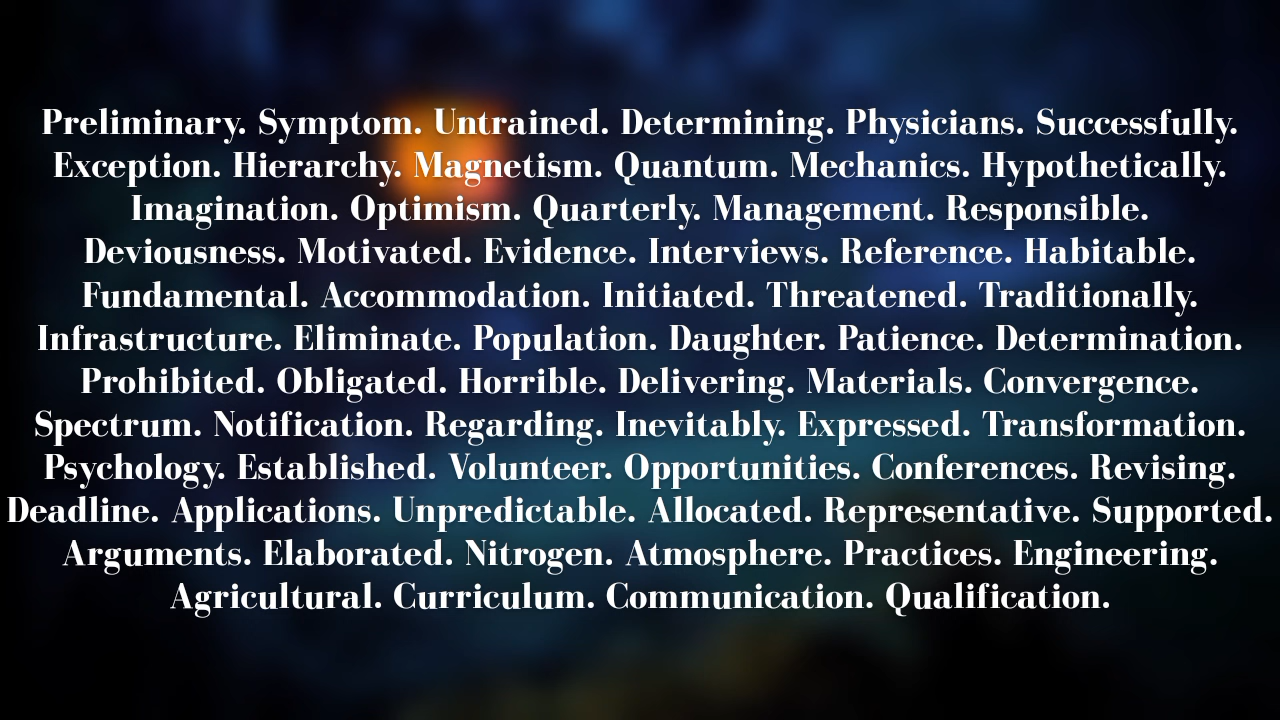 Preliminary. Symptom. Untrained. Determining. Physicians. Successfully.
Exception. Hierarchy. Magnetism. Quantum. Mechanics. Hypothetically.
Imagination. Optimism. Quarterly. Management. Responsible.
Deviousness. Motivated. Evidence. Interviews. Reference. Habitable.
Fundamental. Accommodation. Initiated. Threatened. Traditionally.
Infrastructure. Eliminate. Population. Daughter. Patience. Determination.
Prohibited. Obligated. Horrible. Delivering. Materials. Convergence.
Spectrum. Notification. Regarding. Inevitably. Expressed. Transformation.
Psychology. Established. Volunteer. Opportunities. Conferences. Revising.
Deadline. Applications. Unpredictable. Allocated. Representative. Supported.
Arguments. Elaborated. Nitrogen. Atmosphere. Practices. Engineering.
Agricultural. Curriculum. Communication. Qualification.